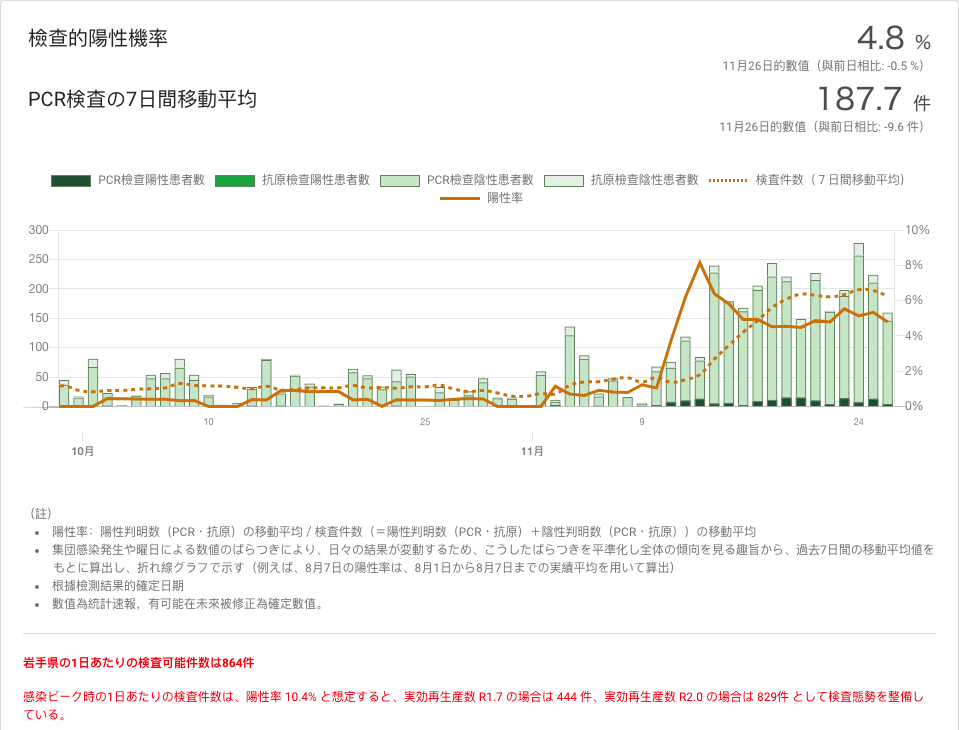 檢查的陽性機率
4.8 %
11月26日的數值（與前日相比: -0.5 %）
PCR検査の7日間移動平均
187.7 件
11月26日的數值（與前日相比: -9.6 件）
PCR檢查陽性患者數 抗原檢查陽性患者數 PCR檢查陰性患者數 抗原檢查陰性患者數 検査件数（７日間移動平均）
陽性率
300 10%
250 8%
200 6%
150 4%
100 2%
50 0%
0
10 25 9 24
10月 11月
（註）
• 陽性率：陽性判明数（PCR・抗原）の移動平均 / 検査件数（＝陽性判明数（PCR・抗原）＋陰性判明数（PCR・抗原））の移動平均
• 集団感染発生や曜日による数値のばらつきにより、日々の結果が変動するため、こうしたばらつきを平準化し全体の傾向を見る趣旨から、過去7日間の移動平均値を
もとに算出し、折れ線グラフで示す（例えば、8月7日の陽性率は、8月1日から8月7日までの実績平均を用いて算出）
• 根據檢測結果的確定日期
• 數值為統計速報，有可能在未來被修正為確定數值。
岩手県の1日あたりの検査可能件数は864件
感染ピーク時の1日あたりの検査件数は、陽性率 10.4% と想定すると、実効再生産数 R1.7 の場合は 444 件、実効再生産数 R2.0 の場合は 829件 として検査態勢を整備し
ている。